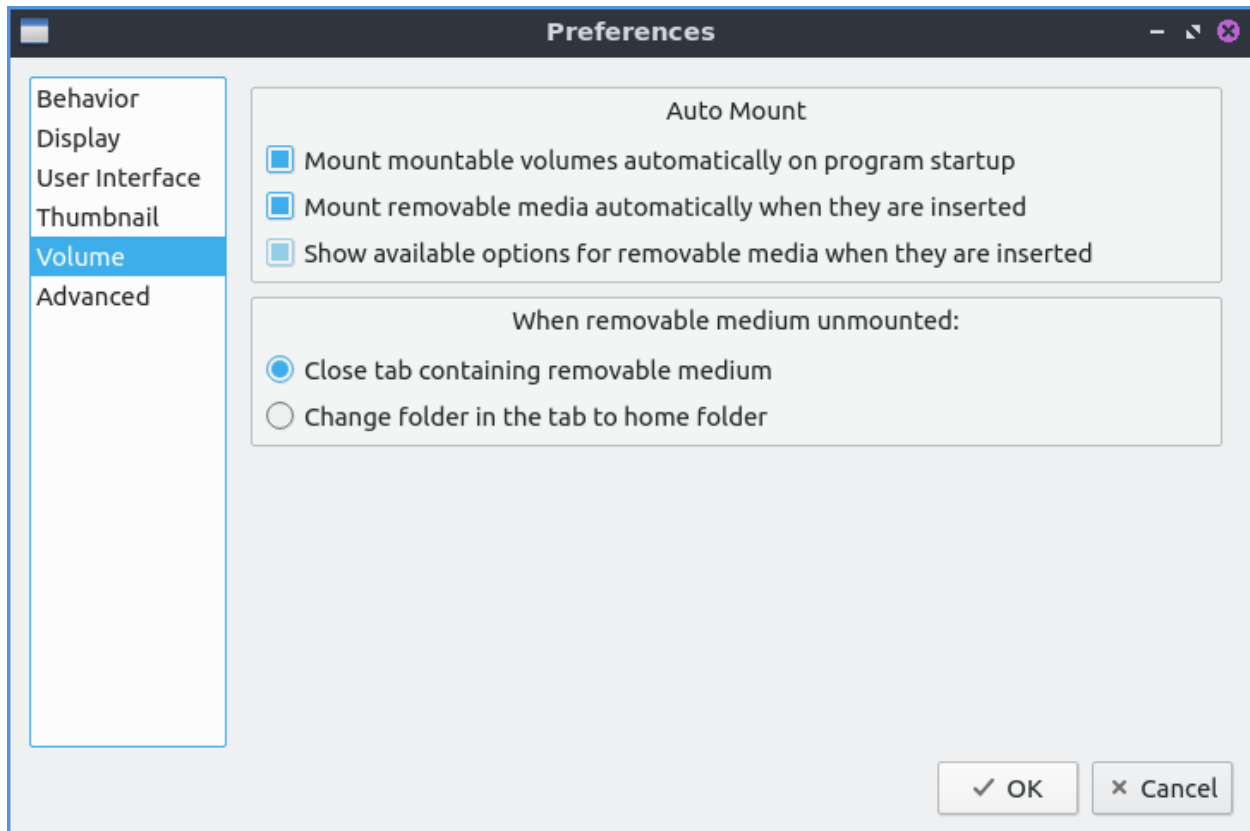 Preferences
Behavior
Display
User Interface
Thumbnail
Volume
Advanced
Auto Mount
Mount mountable volumes automatically on program startup
Mount removable media automatically when they are inserted
Show available options for removable media when they are inserted
When removable medium unmounted:
Close tab containing removable medium
Change folder in the tab to home folder
OK
Cancel